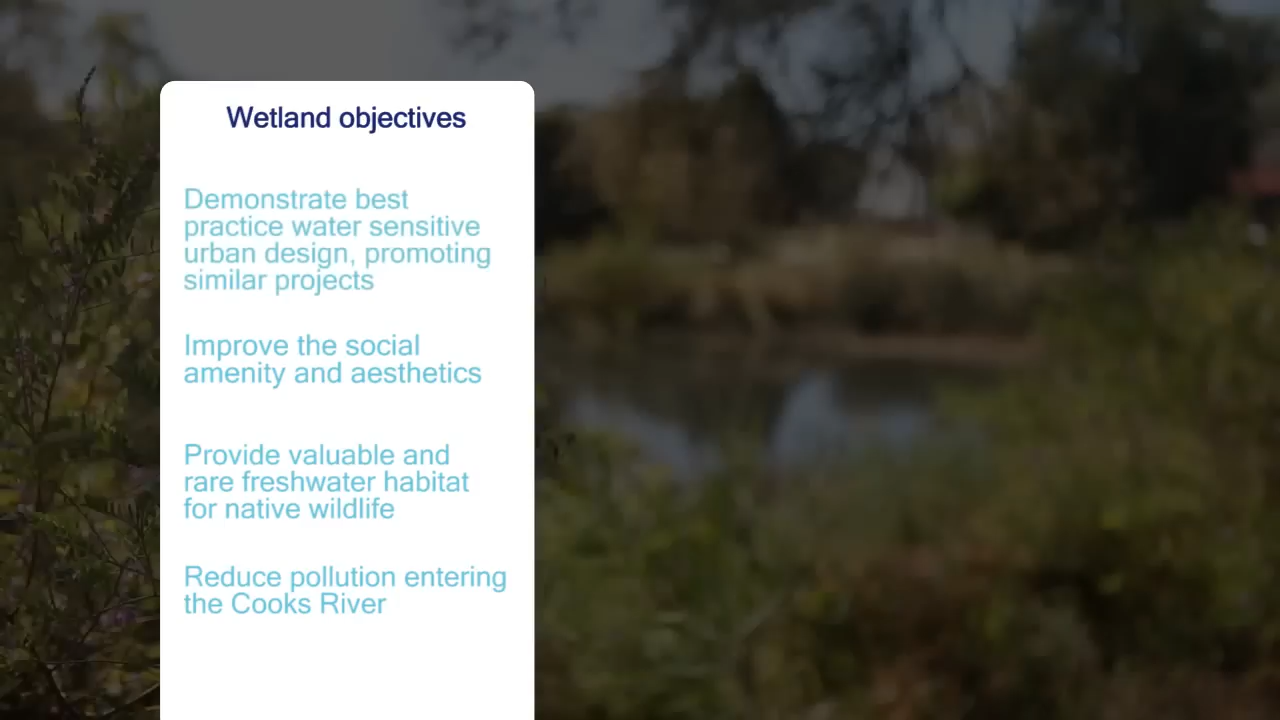 Wetland objectives
Demonstrate best
practice water sensitive
urban design, promoting
similar projects
Improve the social
amenity and aesthetics
Provide valuable and
rare freshwater habitat
for native wildlife
Reduce pollution entering
the Cooks River